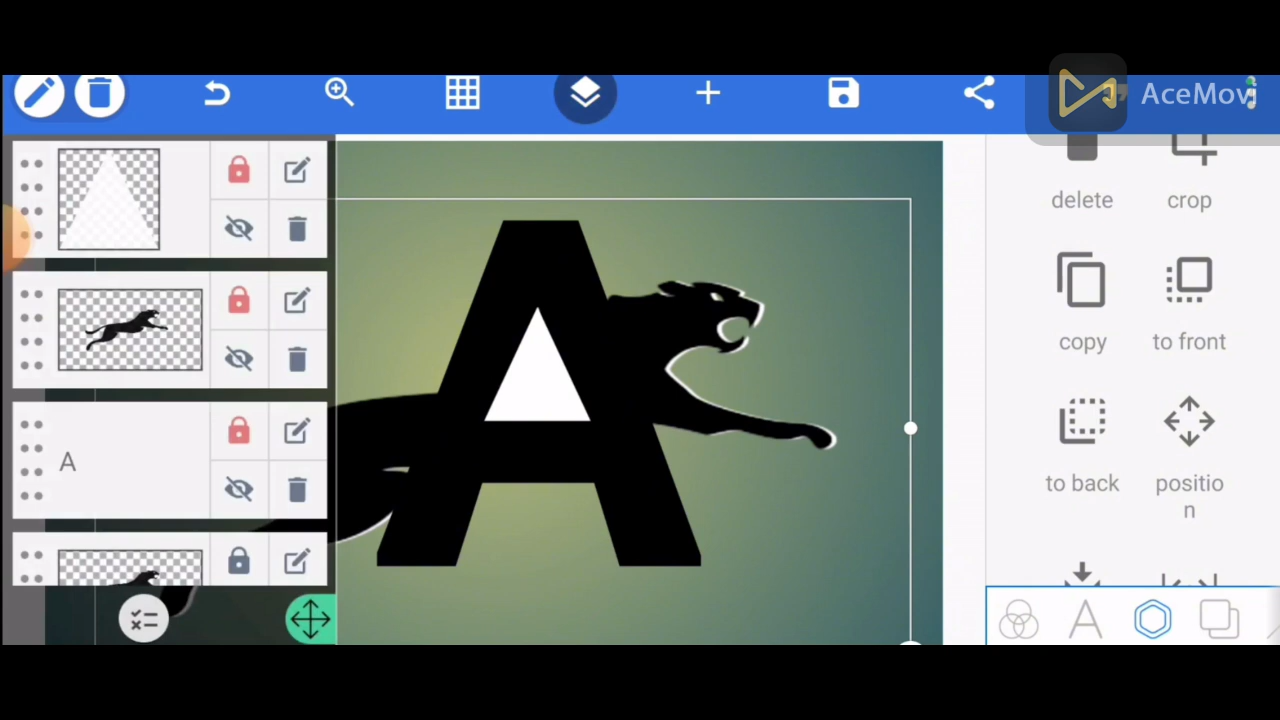 AceMovi
delete
crop
copy
to front
to back
positio
n
A
A